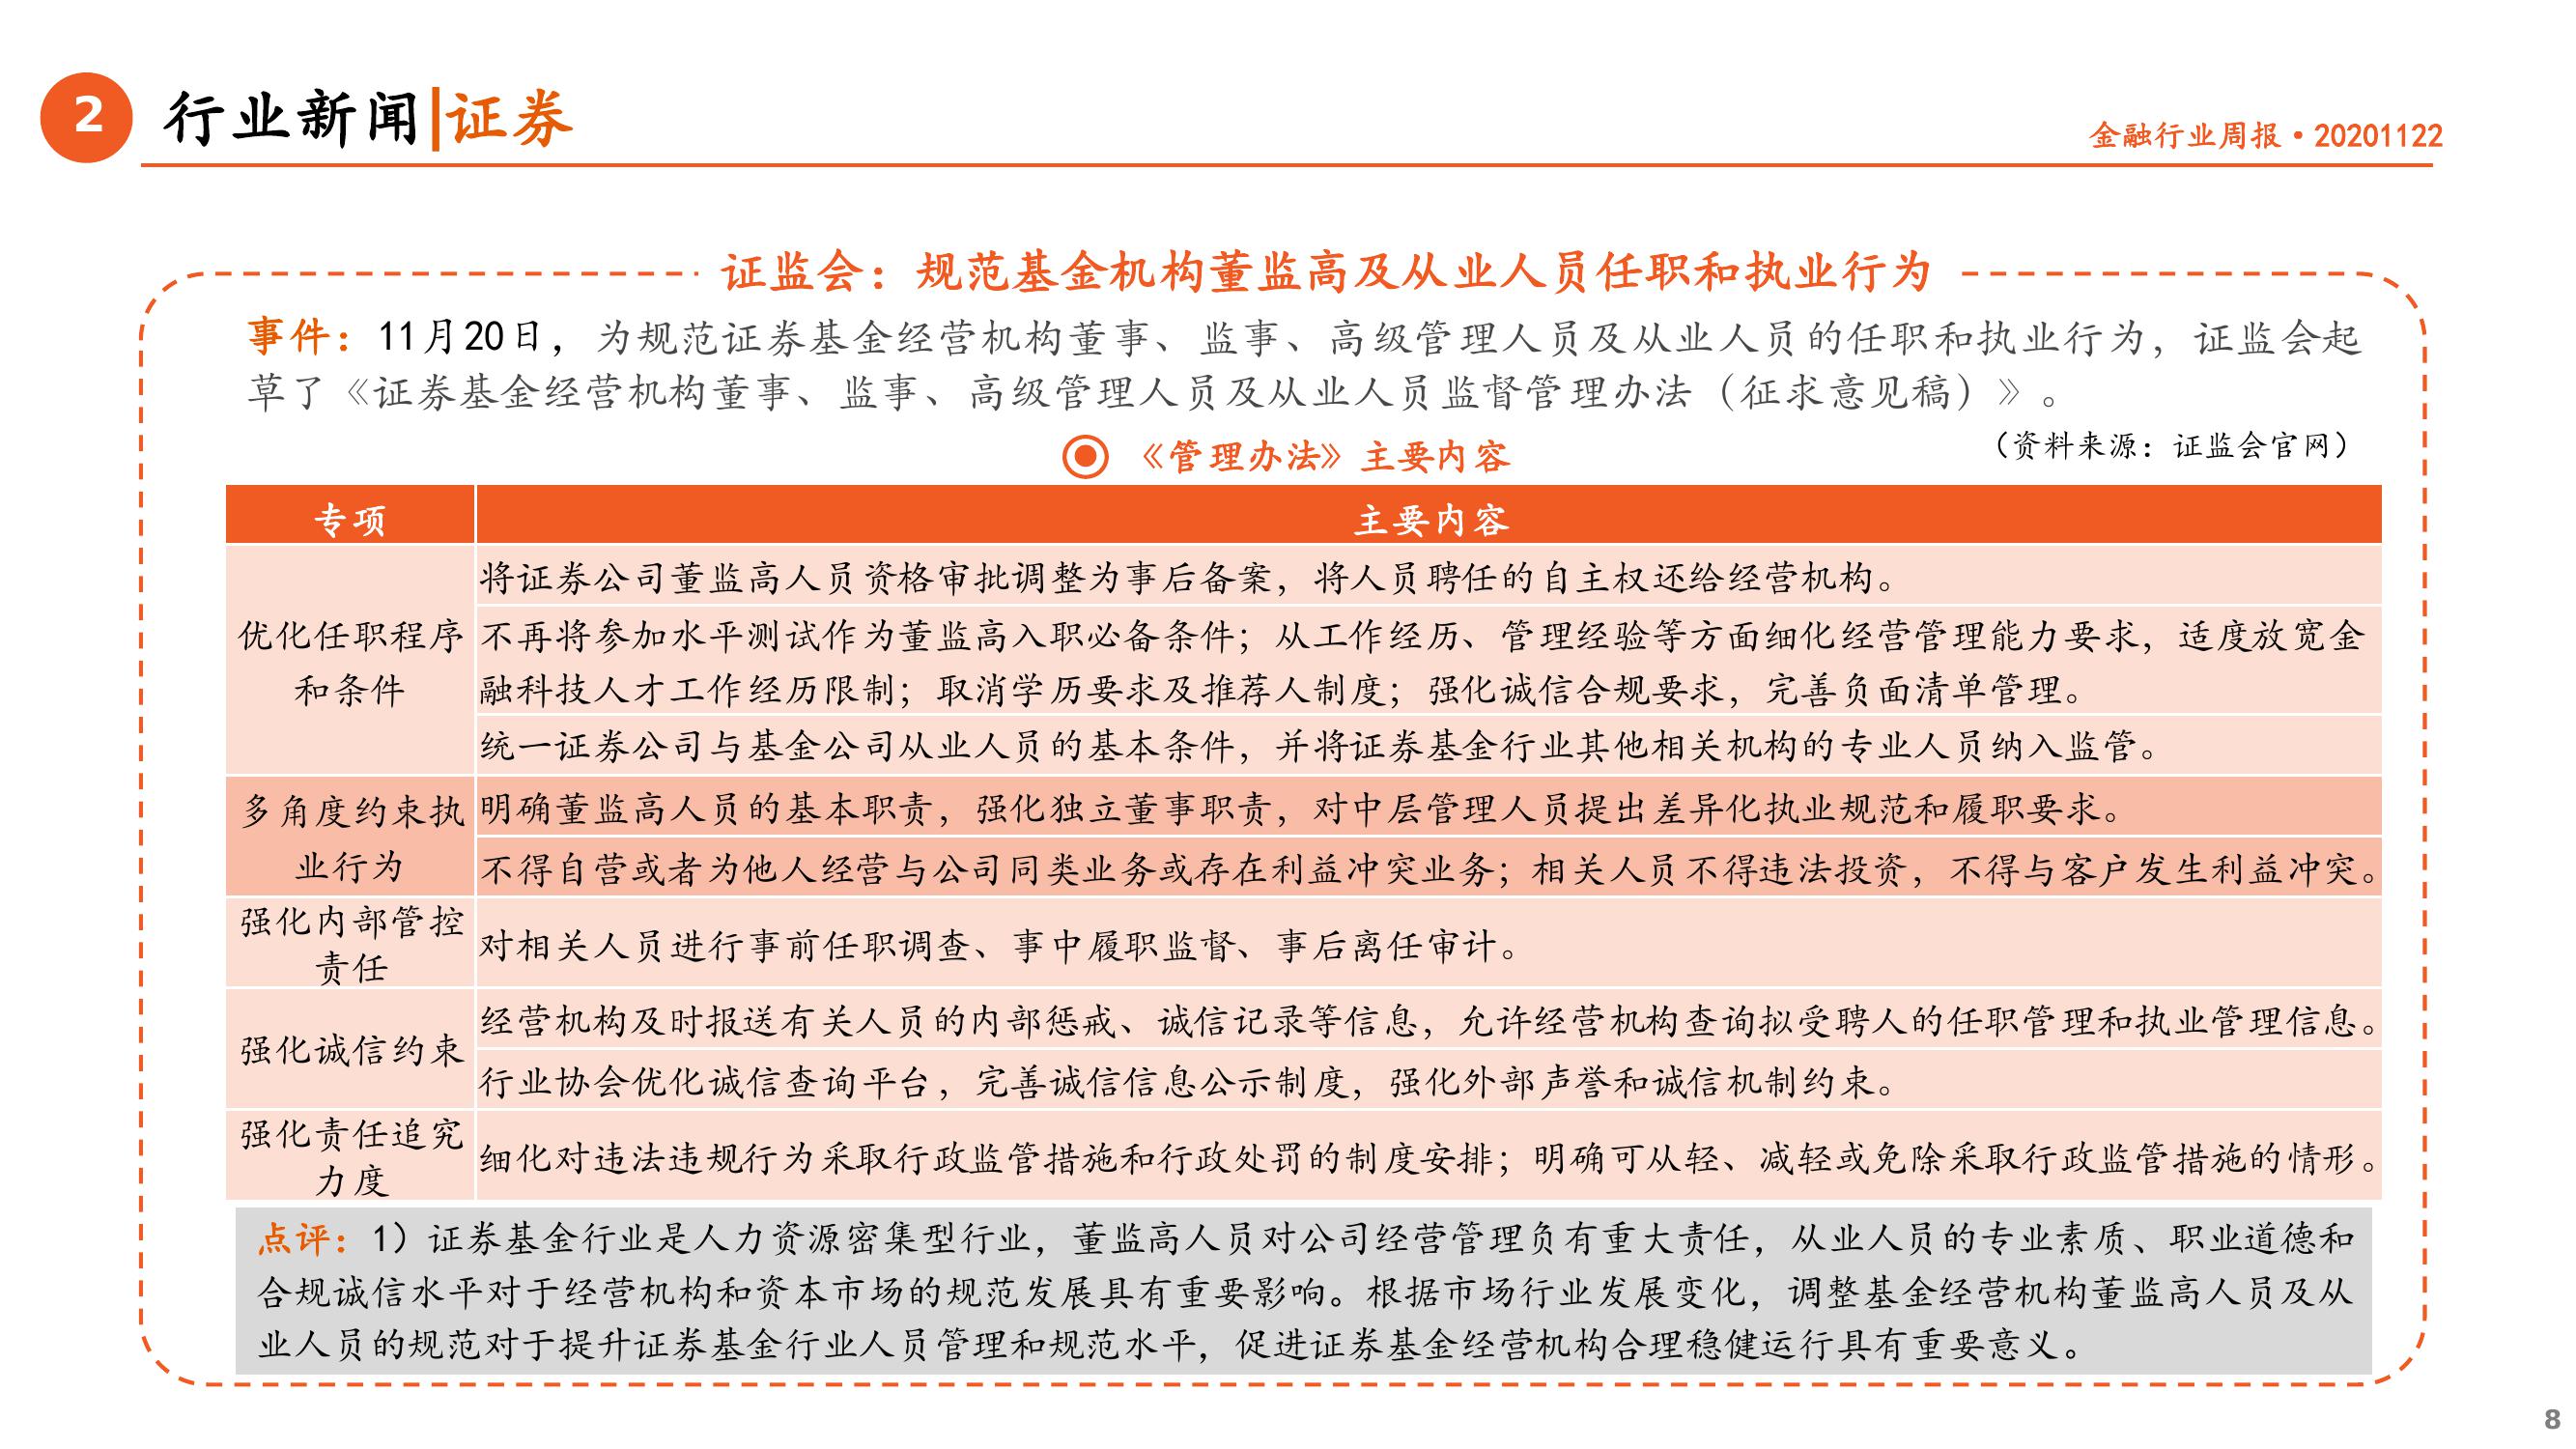 2
行业新闻|证券
金融行业周报·20201122
证监会：规范基金机构董监高及从业人员任职和执业行为
事件：11月20日，为规范证券基金经营机构董事、监事、高级管理人员及从业人员的任职和执业行为，证监会起
草了《证券基金经营机构董事、监事、高级管理人员及从业人员监督管理办法（征求意见稿）》。
（资料来源：证监会官网）
《管理办法》主要内容
专项
主要内容
优化任职程序
和条件
将证券公司董监高人员资格审批调整为事后备案，将人员聘任的自主权还给经营机构。
不再将参加水平测试作为董监高入职必备条件；从工作经历、管理经验等方面细化经营管理能力要求，适度放宽金
融科技人才工作经历限制；取消学历要求及推荐人制度；强化诚信合规要求，完善负面清单管理。
统一证券公司与基金公司从业人员的基本条件，并将证券基金行业其他相关机构的专业人员纳入监管。
多角度约束执
业行为
明确董监高人员的基本职责，强化独立董事职责，对中层管理人员提出差异化执业规范和履职要求。
不得自营或者为他人经营与公司同类业务或存在利益冲突业务；相关人员不得违法投资，不得与客户发生利益冲突。
强化内部管控
责任
对相关人员进行事前任职调查、事中履职监督、事后离任审计。
强化诚信约束
经营机构及时报送有关人员的内部惩戒、诚信记录等信息，允许经营机构查询拟受聘人的任职管理和执业管理信息。
行业协会优化诚信查询平台，完善诚信信息公示制度，强化外部声誉和诚信机制约束。
强化责任追究
力度
细化对违法违规行为采取行政监管措施和行政处罚的制度安排；明确可从轻、减轻或免除采取行政监管措施的情形。
点评：1）证券基金行业是人力资源密集型行业，董监高人员对公司经营管理负有重大责任，从业人员的专业素质、职业道德和
合规诚信水平对于经营机构和资本市场的规范发展具有重要影响。根据市场行业发展变化，调整基金经营机构董监高人员及从
业人员的规范对于提升证券基金行业人员管理和规范水平，促进证券基金经营机构合理稳健运行具有重要意义。
8